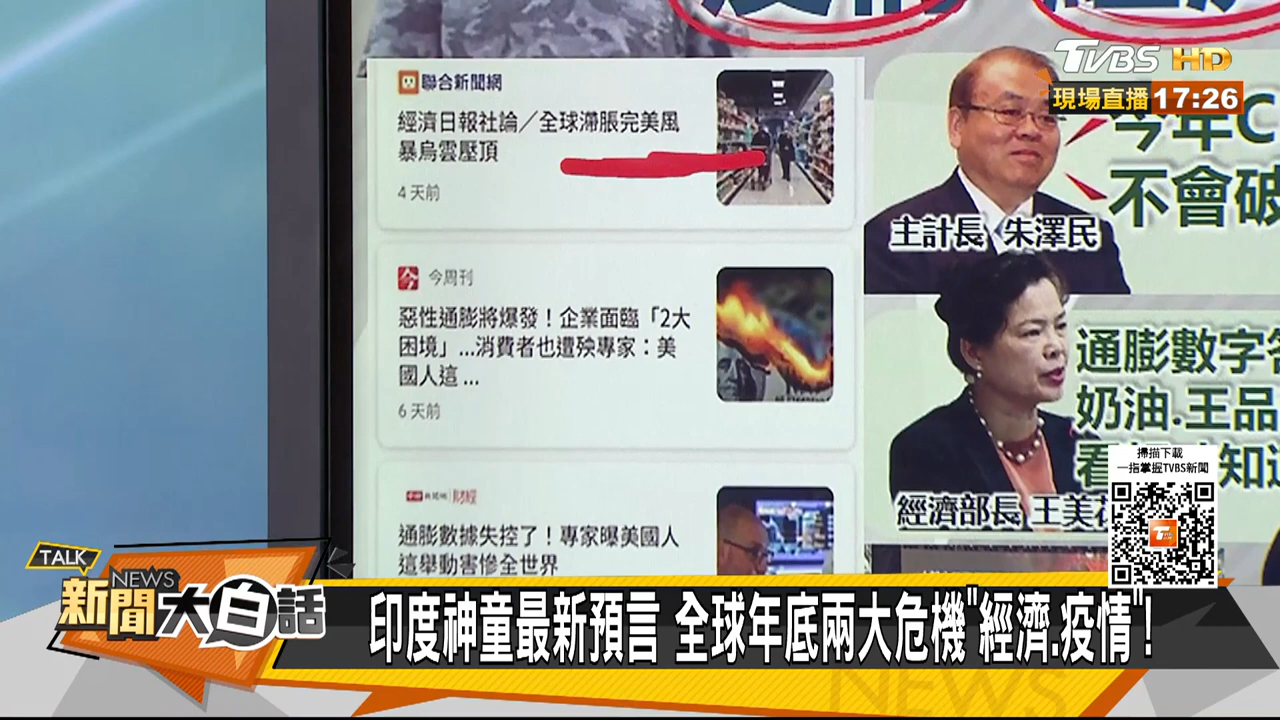 TVBS HD
現場直播 17:26
聯合新聞網
經濟日報社論／全球滯脹完美風
暴烏雲壓頂
4 天前
今 今周刊
惡性通膨將爆發！企業面臨「2大
困境」...消費者也遭殃專家：美
國人這 ...
6 天前
財經
通膨數據失控了！專家曝美國人
這舉動害慘全世界
今年C
不會破
主計長 朱澤民
通膨數字
奶油.王品
經濟部長 王美花
掃描下載
一指掌握TVBS新聞
TALK
NEWS
新聞大白話
印度神童最新預言 全球年底兩大危機"經濟.疫情"!
NEWS